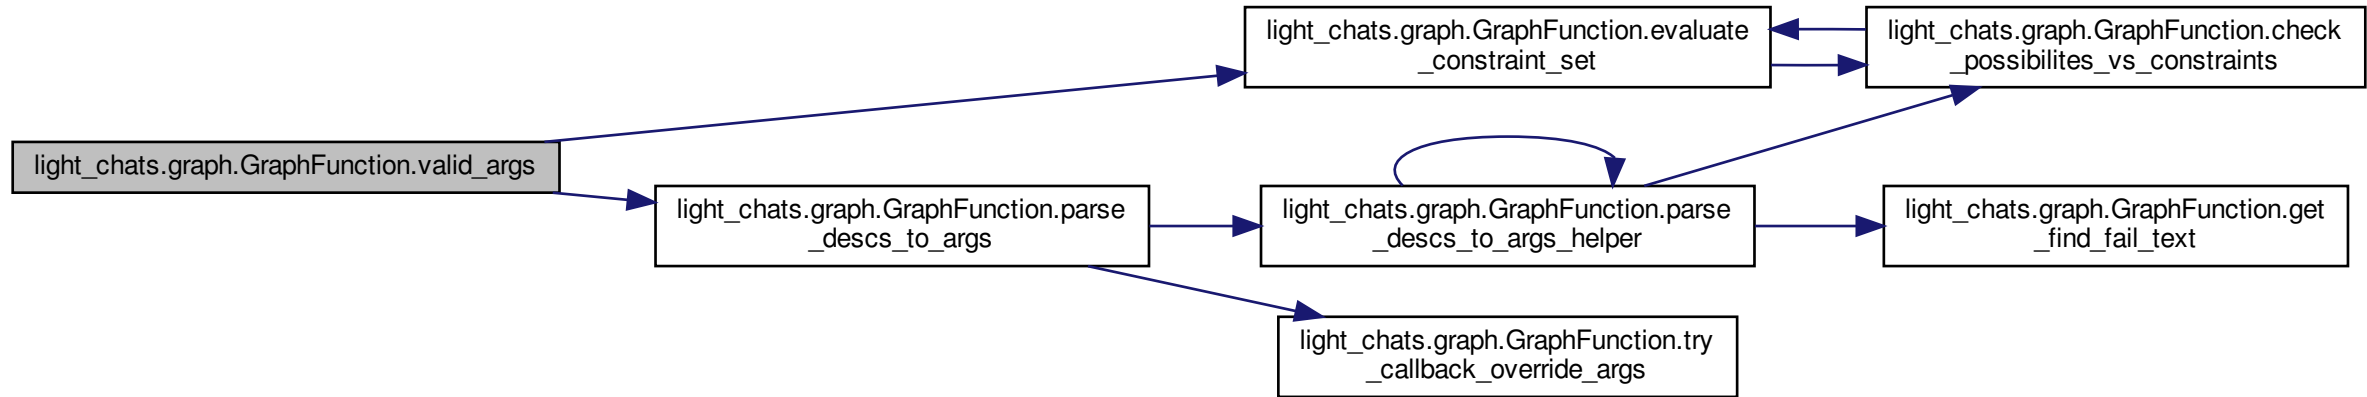 light_chats.graph.GraphFunction.valid_args
light_chats.graph.GraphFunction.evaluate
_constraint_set
light_chats.graph.GraphFunction.check
_possibilites_vs_constraints
light_chats.graph.GraphFunction.parse
_descs_to_args
light_chats.graph.GraphFunction.parse
_descs_to_args_helper
light_chats.graph.GraphFunction.get
_find_fail_text
light_chats.graph.GraphFunction.try
_callback_override_args